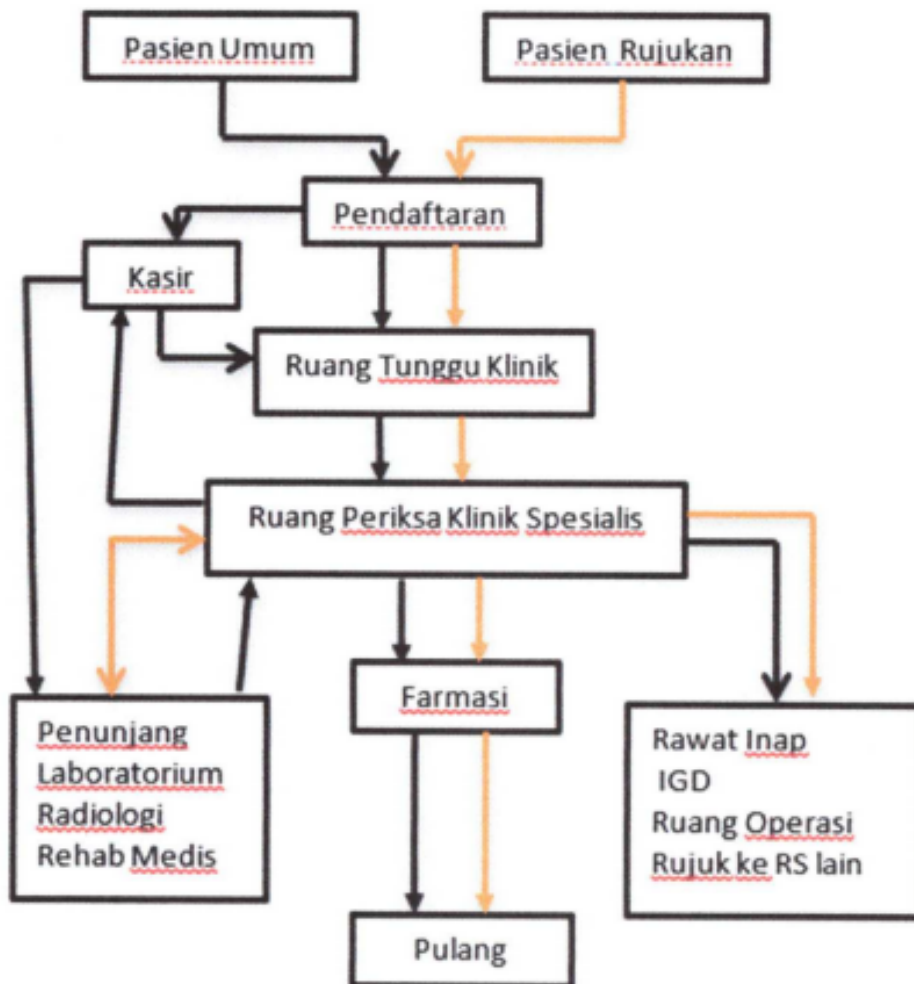 Pasien Umum
Pasien Rujukan
Pendaftaran
Kasir
Ruang Tunggu Klinik
Ruang Periksa Klinik Spesialis
Farmasi
Penunjang
Laboratorium
Radiologi
Rehab Medis
Rawat Inap
IGD
Ruang Operasi
Rujuk ke RS lain
Pulang